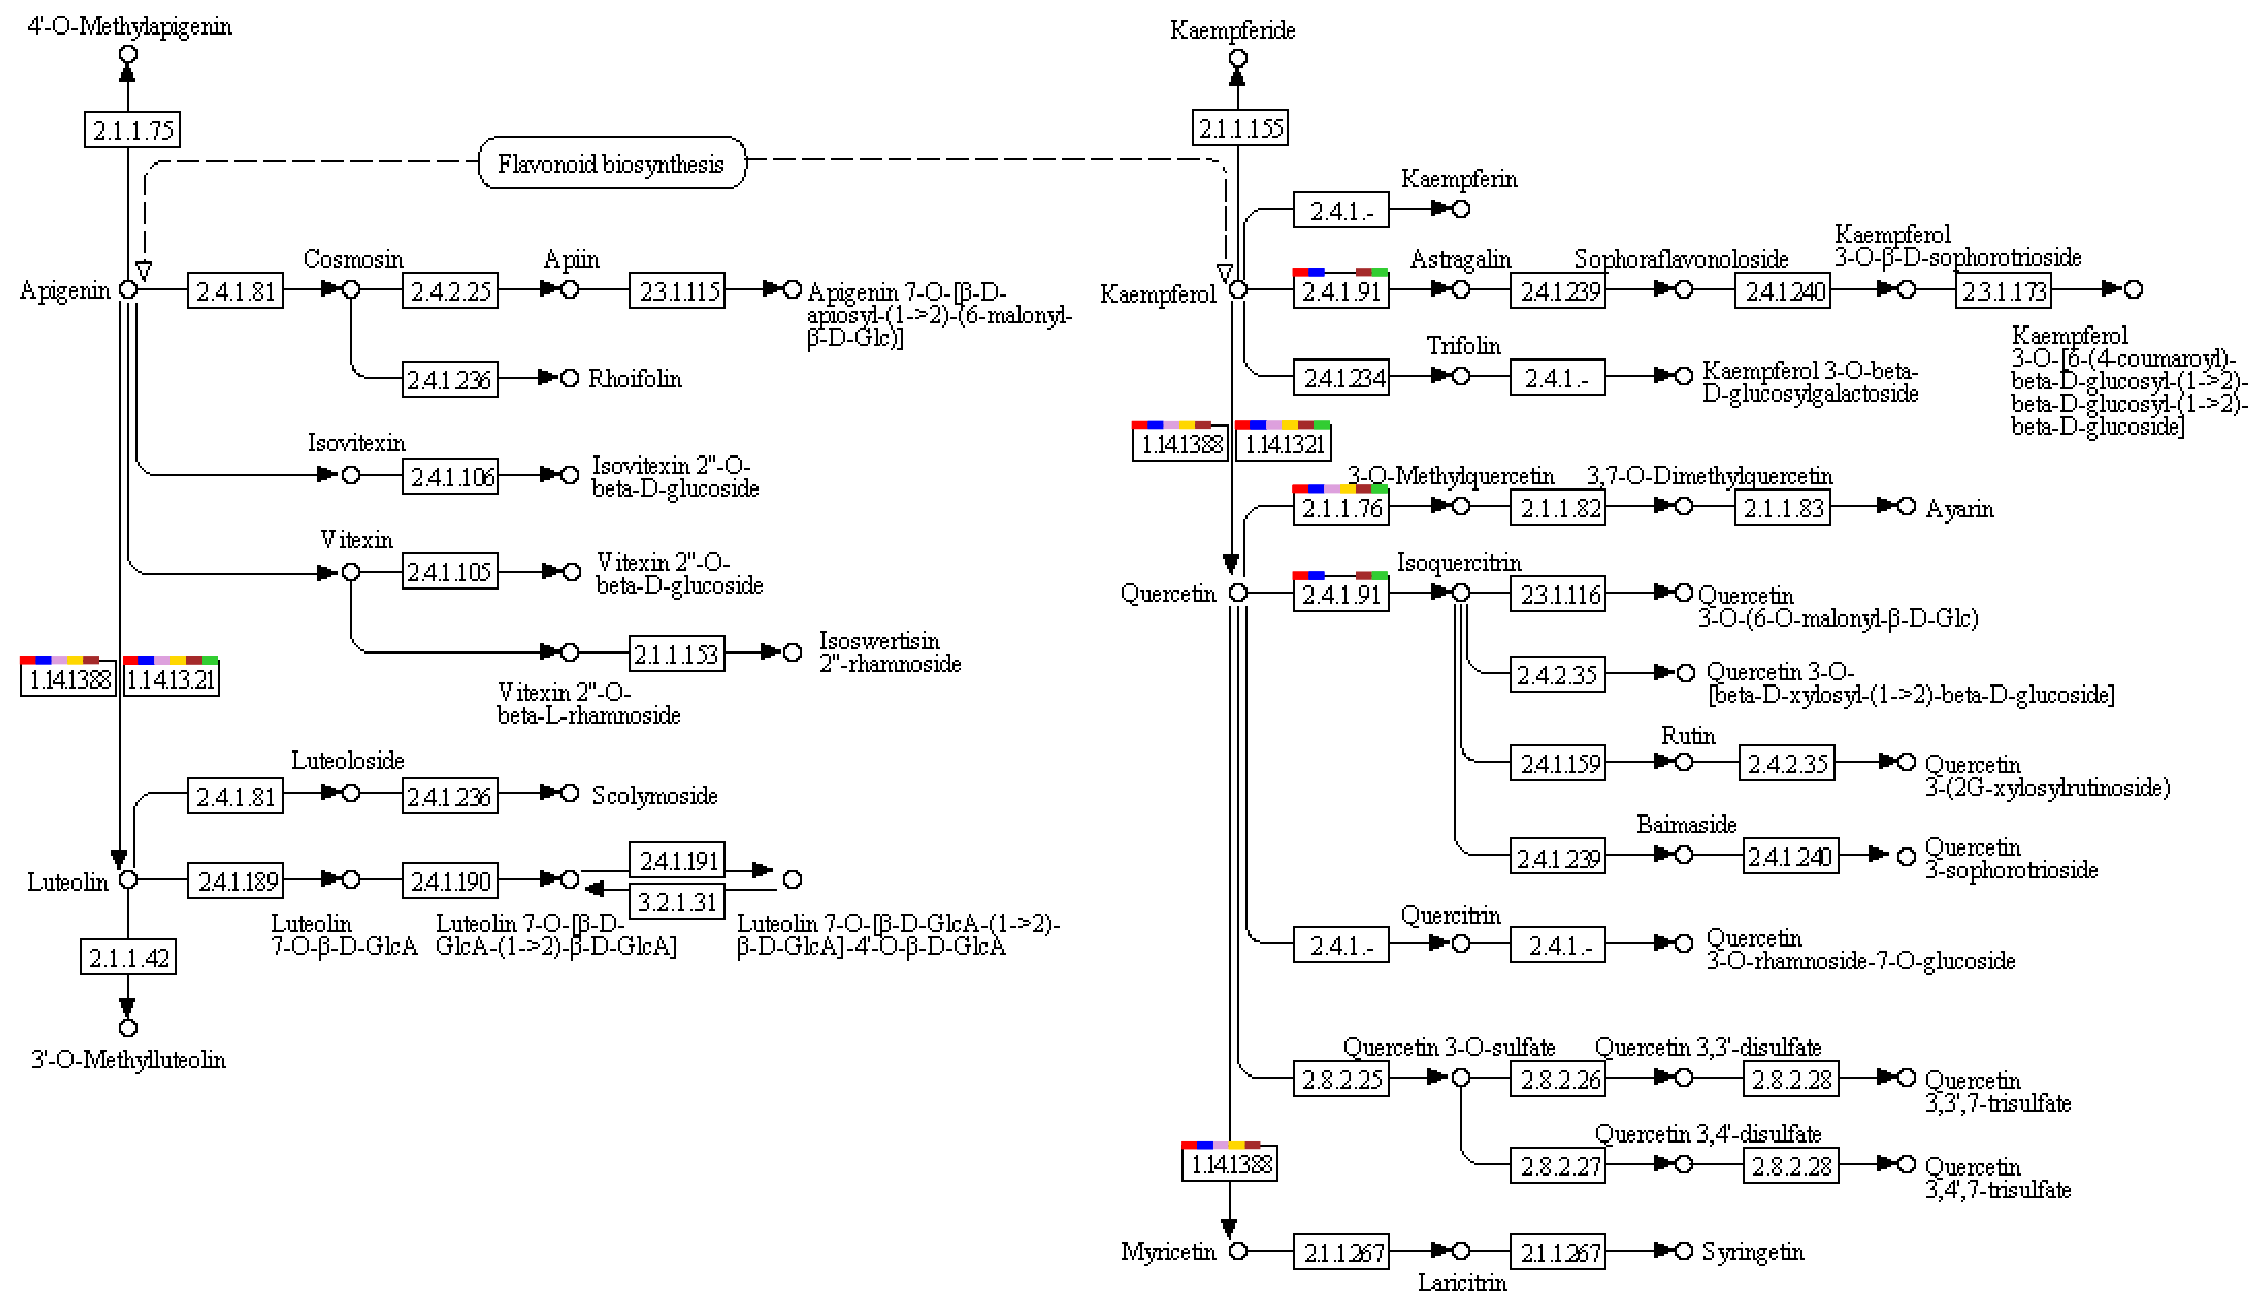 4'-O-Methylapigenin
Kaempferide
2.1.1.75
2.1.1.155
Flavonoid biosynthesis
Kaempferin
2.4.1.-
Apigenin
2.4.1.81
Cosmosin
2.4.2.25
Apiin
2.3.1.115
Apigenin 7-O-[β-D-
apiosyl-(1->2)-(6-malonyl-
β-D-Glc)]
2.4.1.236
Rhoifolin
Isovitexin
2.4.1.106
Isovitexin 2"-O-
beta-D-glucoside
Vitexin
2.4.1.105
Vitexin 2"-O-
beta-D-glucoside
Vitexin 2"-O-
beta-L-rhamnoside
2.1.1.153
Isoswertisin
2"-rhamnoside
1.14.1388
1.14.13.21
Luteoloside
2.4.1.81
2.4.1.236
Scolymoside
Luteolin
2.4.1.189
2.4.1.190
2.4.1.191
3.2.1.31
Luteolin
7-O-β-D-GlcA
Luteolin 7-O-[β-D-
GlcA-(1->2)-β-D-GlcA]
Luteolin 7-O-[β-D-GlcA-(1->2)-
β-D-GlcA]-4'-O-β-D-GlcA
2.1.1.42
3'-O-Methylluteolin
Kaempferol
2.4.1.91
Astragalin
2.4.1.239
Sophoraflavonoloside
2.4.1.240
Kaempferol
3-O-β-D-sophorotrioside
2.3.1.173
Kaempferol
3-O-[6-(4-coumaroyl)-
beta-D-glucosyl-(1->2)-
beta-D-glucosyl-(1->2)-
beta-D-glucoside]
2.4.1.234
Trifolin
2.4.1.-
Kaempferol 3-O-beta-
D-glucosylgalactoside
1.14.1388
1.14.1321
2.1.1.76
3-O-Methylquercetin
2.1.1.82
3,7-O-Dimethylquercetin
2.1.1.83
Ayarin
Quercetin
2.4.1.91
Isoquercitrin
2.3.1.116
Quercetin
3-O-(6-O-malonyl-β-D-Glc)
2.4.2.35
Quercetin 3-O-
[beta-D-xylosyl-(1->2)-beta-D-glucoside]
2.4.1.159
Rutin
2.4.2.35
Quercetin
3-(2G-xylosylrutinoside)
2.4.1.239
Baimaside
2.4.1.240
Quercetin
3-sophorotrioside
2.4.1.-
Quercitrin
2.4.1.-
Quercetin
3-O-rhamnoside-7-O-glucoside
2.8.2.25
Quercetin 3-O-sulfate
2.8.2.26
Quercetin 3,3'-disulfate
2.8.2.28
Quercetin
3,3',7-trisulfate
2.8.2.27
Quercetin 3,4'-disulfate
2.8.2.28
Quercetin
3,4',7-trisulfate
1.14.1388
Myricetin
2.1.1.267
Laricitrin
2.1.1.267
Syringetin